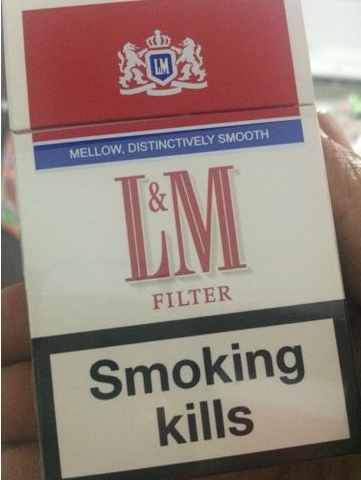 LM
MELLOW, DISTINCTIVELY SMOOTH
L&M
FILTER
Smoking
kills